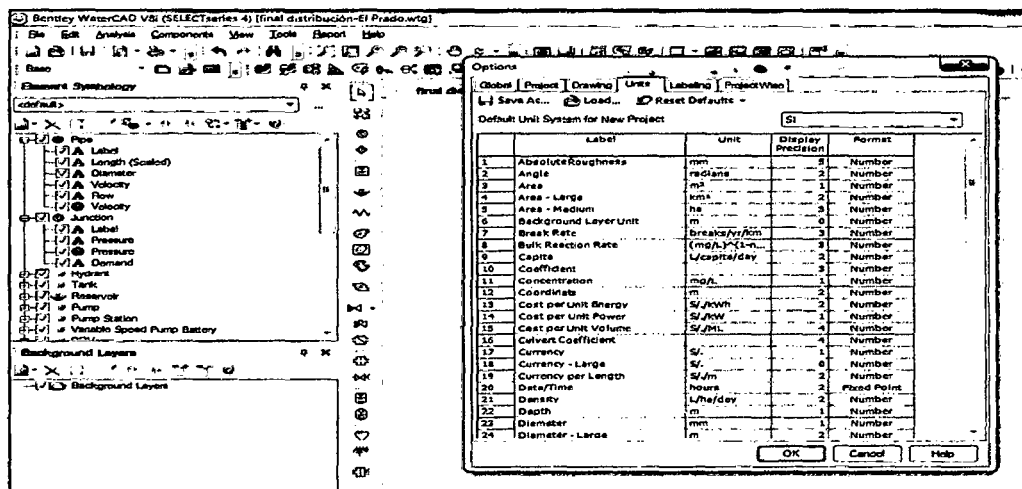 Bentley WaterCAD V8i (SELECTseries 4) [final distribución-El Prado.wtg]
File Edit Analysis Components View Tools Report Help
Base
Element Symbology
<default>
Pipe
Label
Length (Scaled)
Diameter
Velocity
Flow
Velocity
Junction
Label
Pressure
Pressure
Demand
Hydrant
Tank
Reservoir
Pump
Pump Station
Variable Speed Pump Battery
Background Layers
Background Layers
final
Options
Global Project Drawing Units Labeling ProjectWise
Save As... Load... Reset Defaults
Default Unit System for New Project SI
Label Unit Display Precision Format
1 AbsoluteRoughness mm 5 Number
2 Angle radians 2 Number
3 Area m² 1 Number
4 Area - Large km² 2 Number
5 Area - Medium ha 3 Number
6 Background Layer Unit m 0 Number
7 Break Rate breaks/yr/km 3 Number
8 Bulk Reaction Rate (mg/L)^(1-n... 3 Number
9 Capita L/capita/day 2 Number
10 Coefficient 3 Number
11 Concentration mg/L 1 Number
12 Coordinate m 2 Number
13 Cost per Unit Energy S/./kWh 2 Number
14 Cost per Unit Power S/./kW 1 Number
15 Cost per Unit Volume S/./ML 4 Number
16 Culvert Coefficient 4 Number
17 Currency S/. 1 Number
18 Currency - Large S/. 0 Number
19 Currency per Length S/./m 2 Number
20 Date/Time hours 2 Fixed Point
21 Density L/ha/day 2 Number
22 Depth m 1 Number
23 Diameter mm 1 Number
24 Diameter - Large m 2 Number
OK Cancel Help